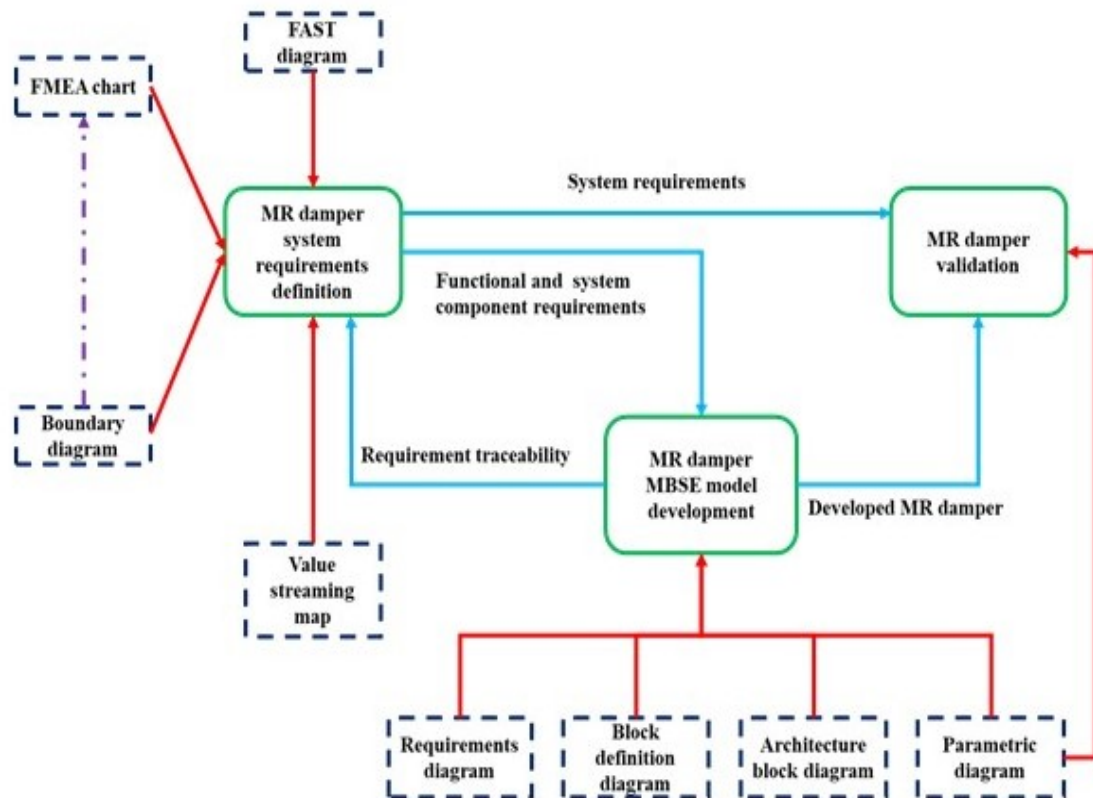 FAST
diagram
FMEA chart
System requirements
MR damper
system
requirements
definition
MR damper
validation
Functional and system
component requirements
Boundary
diagram
Requirement traceability
MR damper
MBSE model
development
Developed MR damper
Value
streaming
map
Requirements
diagram
Block
definition
diagram
Architecture
block diagram
Parametric
diagram